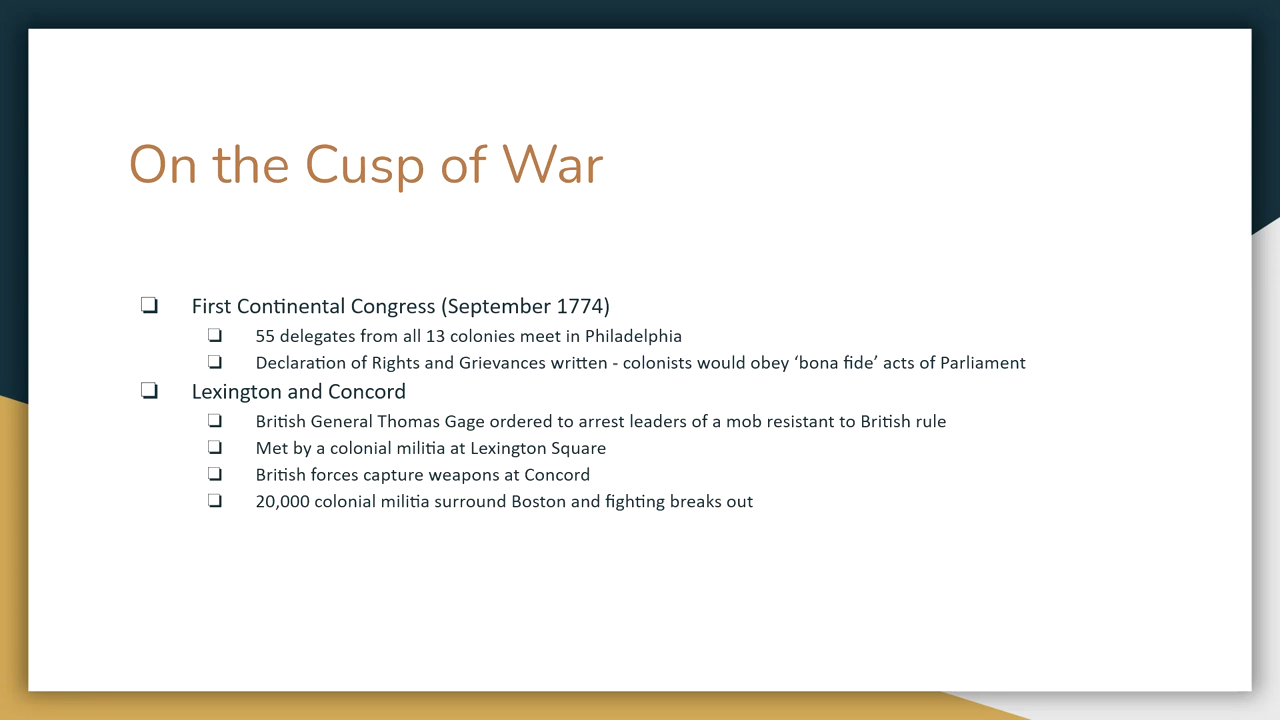 On the Cusp of War
❏ First Continental Congress (September 1774)
❏ 55 delegates from all 13 colonies meet in Philadelphia
❏ Declaration of Rights and Grievances written - colonists would obey ‘bona fide’ acts of Parliament
❏ Lexington and Concord
❏ British General Thomas Gage ordered to arrest leaders of a mob resistant to British rule
❏ Met by a colonial militia at Lexington Square
❏ British forces capture weapons at Concord
❏ 20,000 colonial militia surround Boston and fighting breaks out